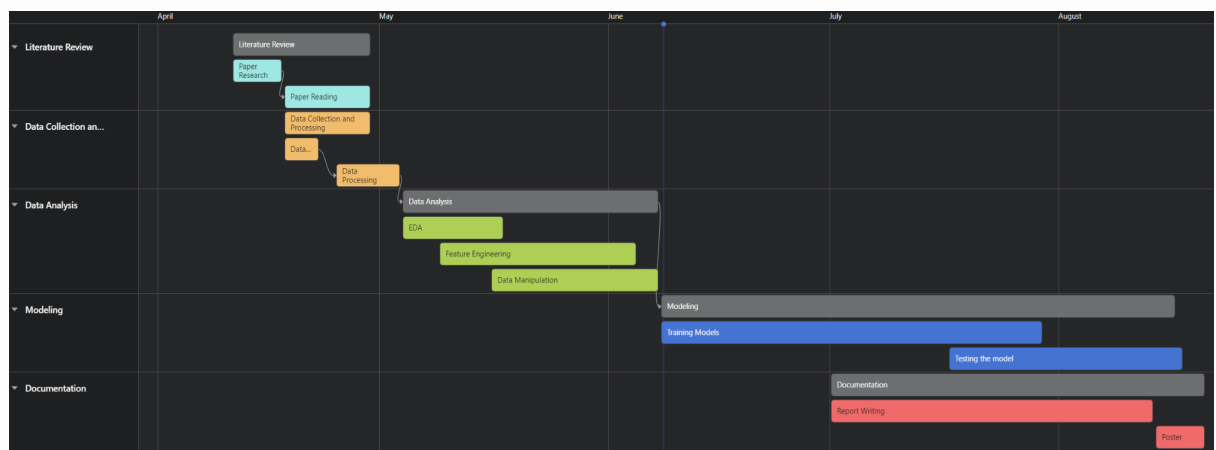 April May June July August
Literature Review
Literature Review
Paper
Research
Paper Reading
Data Collection an...
Data Collection and
Processing
Data...
Data
Processing
Data Analysis
Data Analysis
EDA
Feature Engineering
Data Manipulation
Modeling
Modeling
Training Models
Testing the model
Documentation
Documentation
Report Writing
Poster